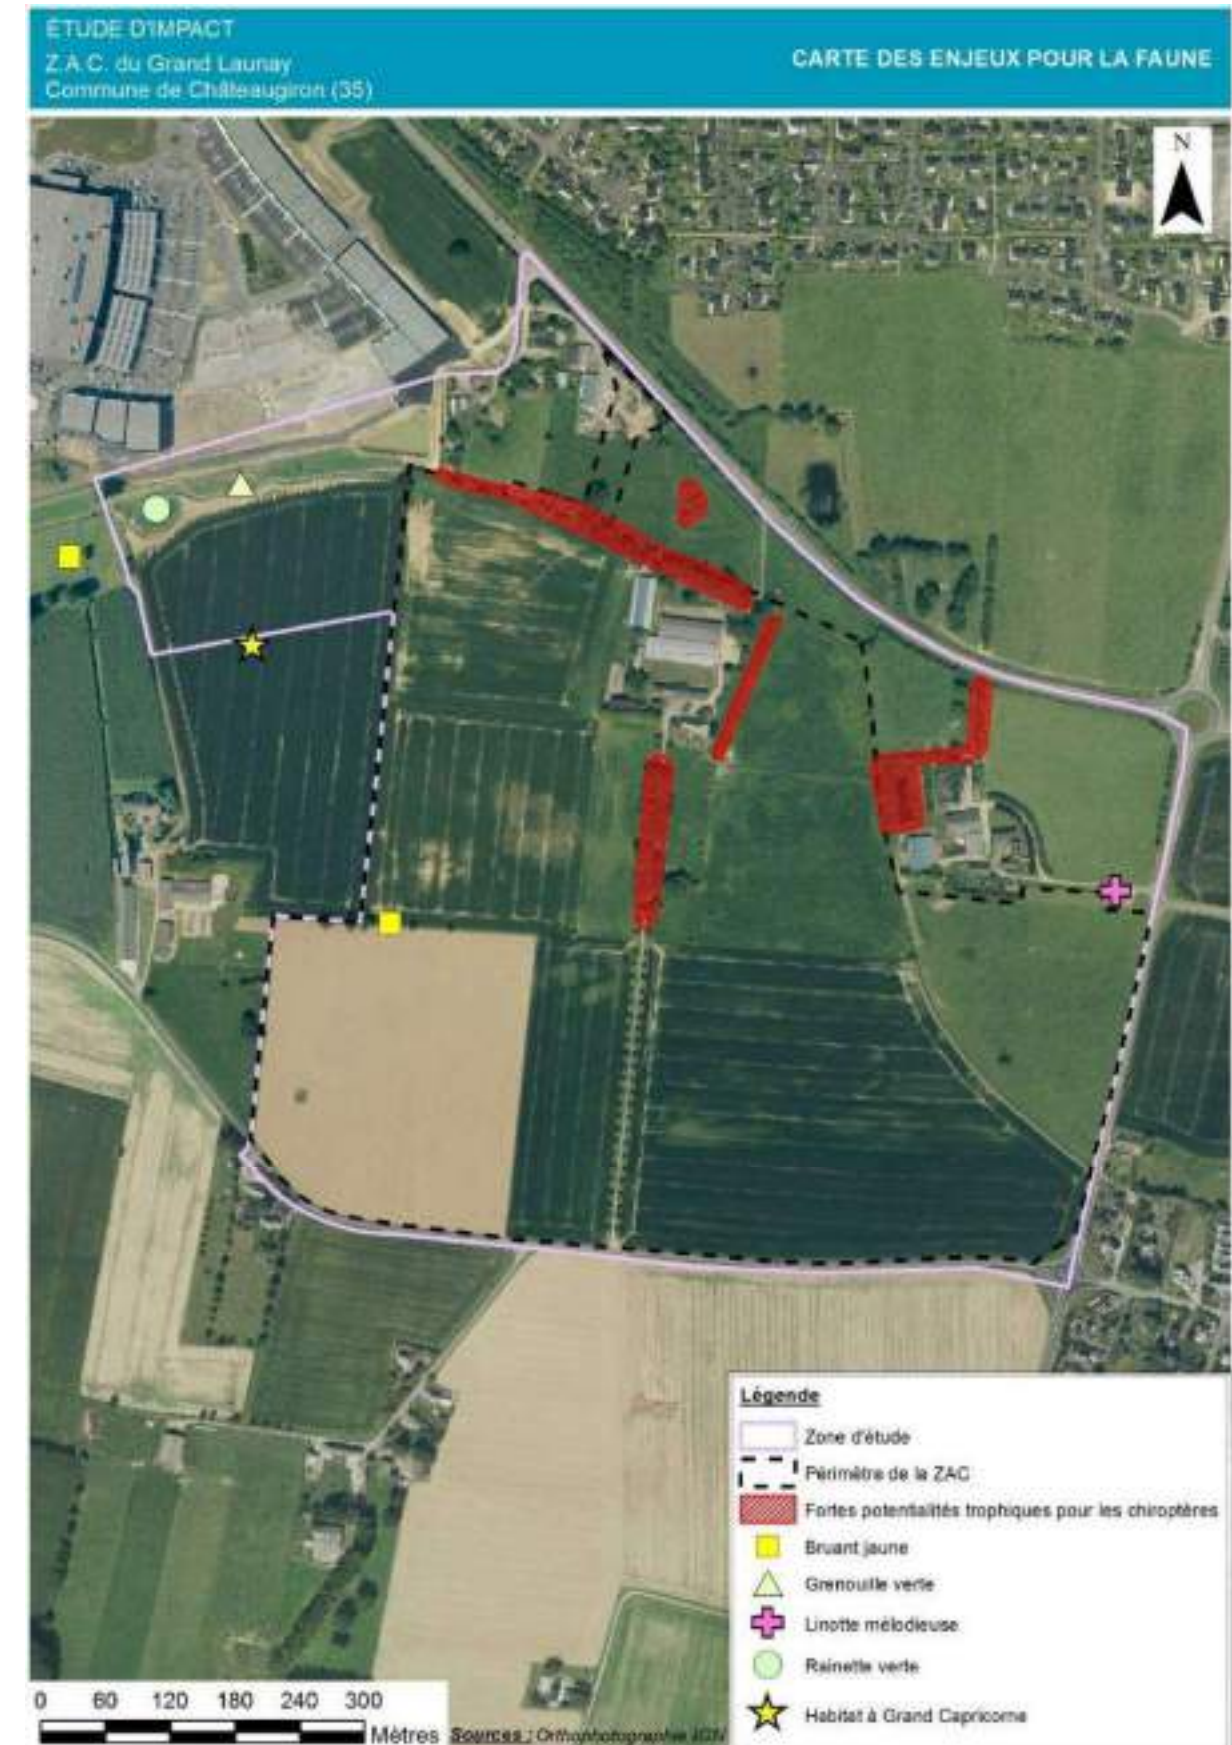 ÉTUDE D'IMPACT
Z.A.C. du Grand Launay
Commune de Châteaugiron (35)
CARTE DES ENJEUX POUR LA FAUNE
N
Légende
Zone d'étude
Périmètre de la ZAC
Fortes potentialités trophiques pour les chiroptères
Bruant jaune
Grenouille verte
Linotte mélodieuse
Rainette verte
Habitat à Grand Capricorne
0 60 120 180 240 300
Mètres
Sources : Orthophotographie IGN